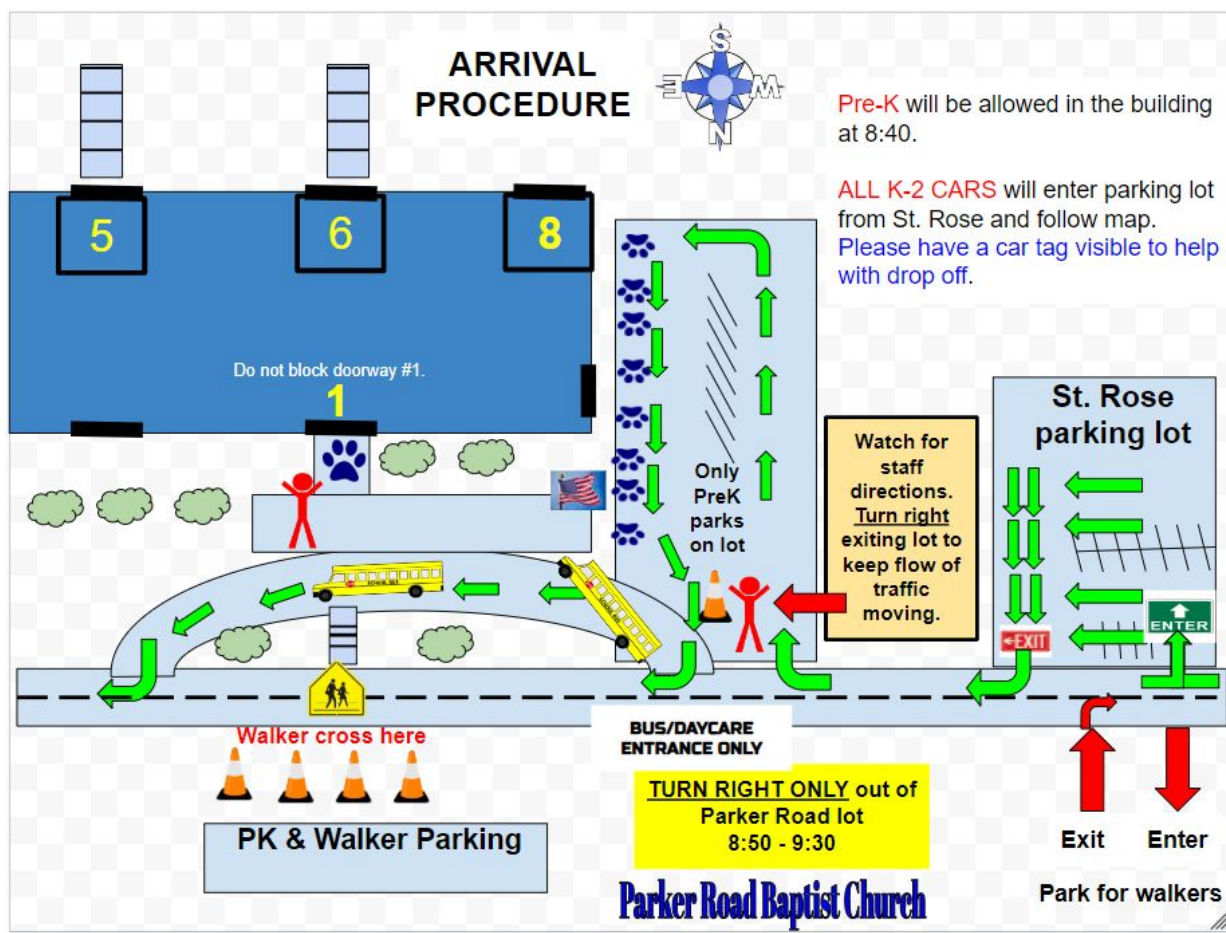 ARRIVAL
PROCEDURE
S
E
W
N
Pre-K will be allowed in the building
at 8:40.
ALL K-2 CARS will enter parking lot
from St. Rose and follow map.
Please have a car tag visible to help
with drop off.
5
6
8
Do not block doorway #1.
1
St. Rose
parking lot
Only
PreK
parks
on lot
Watch for
staff
directions.
Turn right
exiting lot to
keep flow of
traffic
moving.
SCHOOL BUS
SCHOOL BUS
ENTER
EXIT
Walker cross here
BUS/DAYCARE
ENTRANCE ONLY
TURN RIGHT ONLY out of
Parker Road lot
8:50 - 9:30
PK & Walker Parking
Exit
Enter
Park for walkers
Parker Road Baptist Church